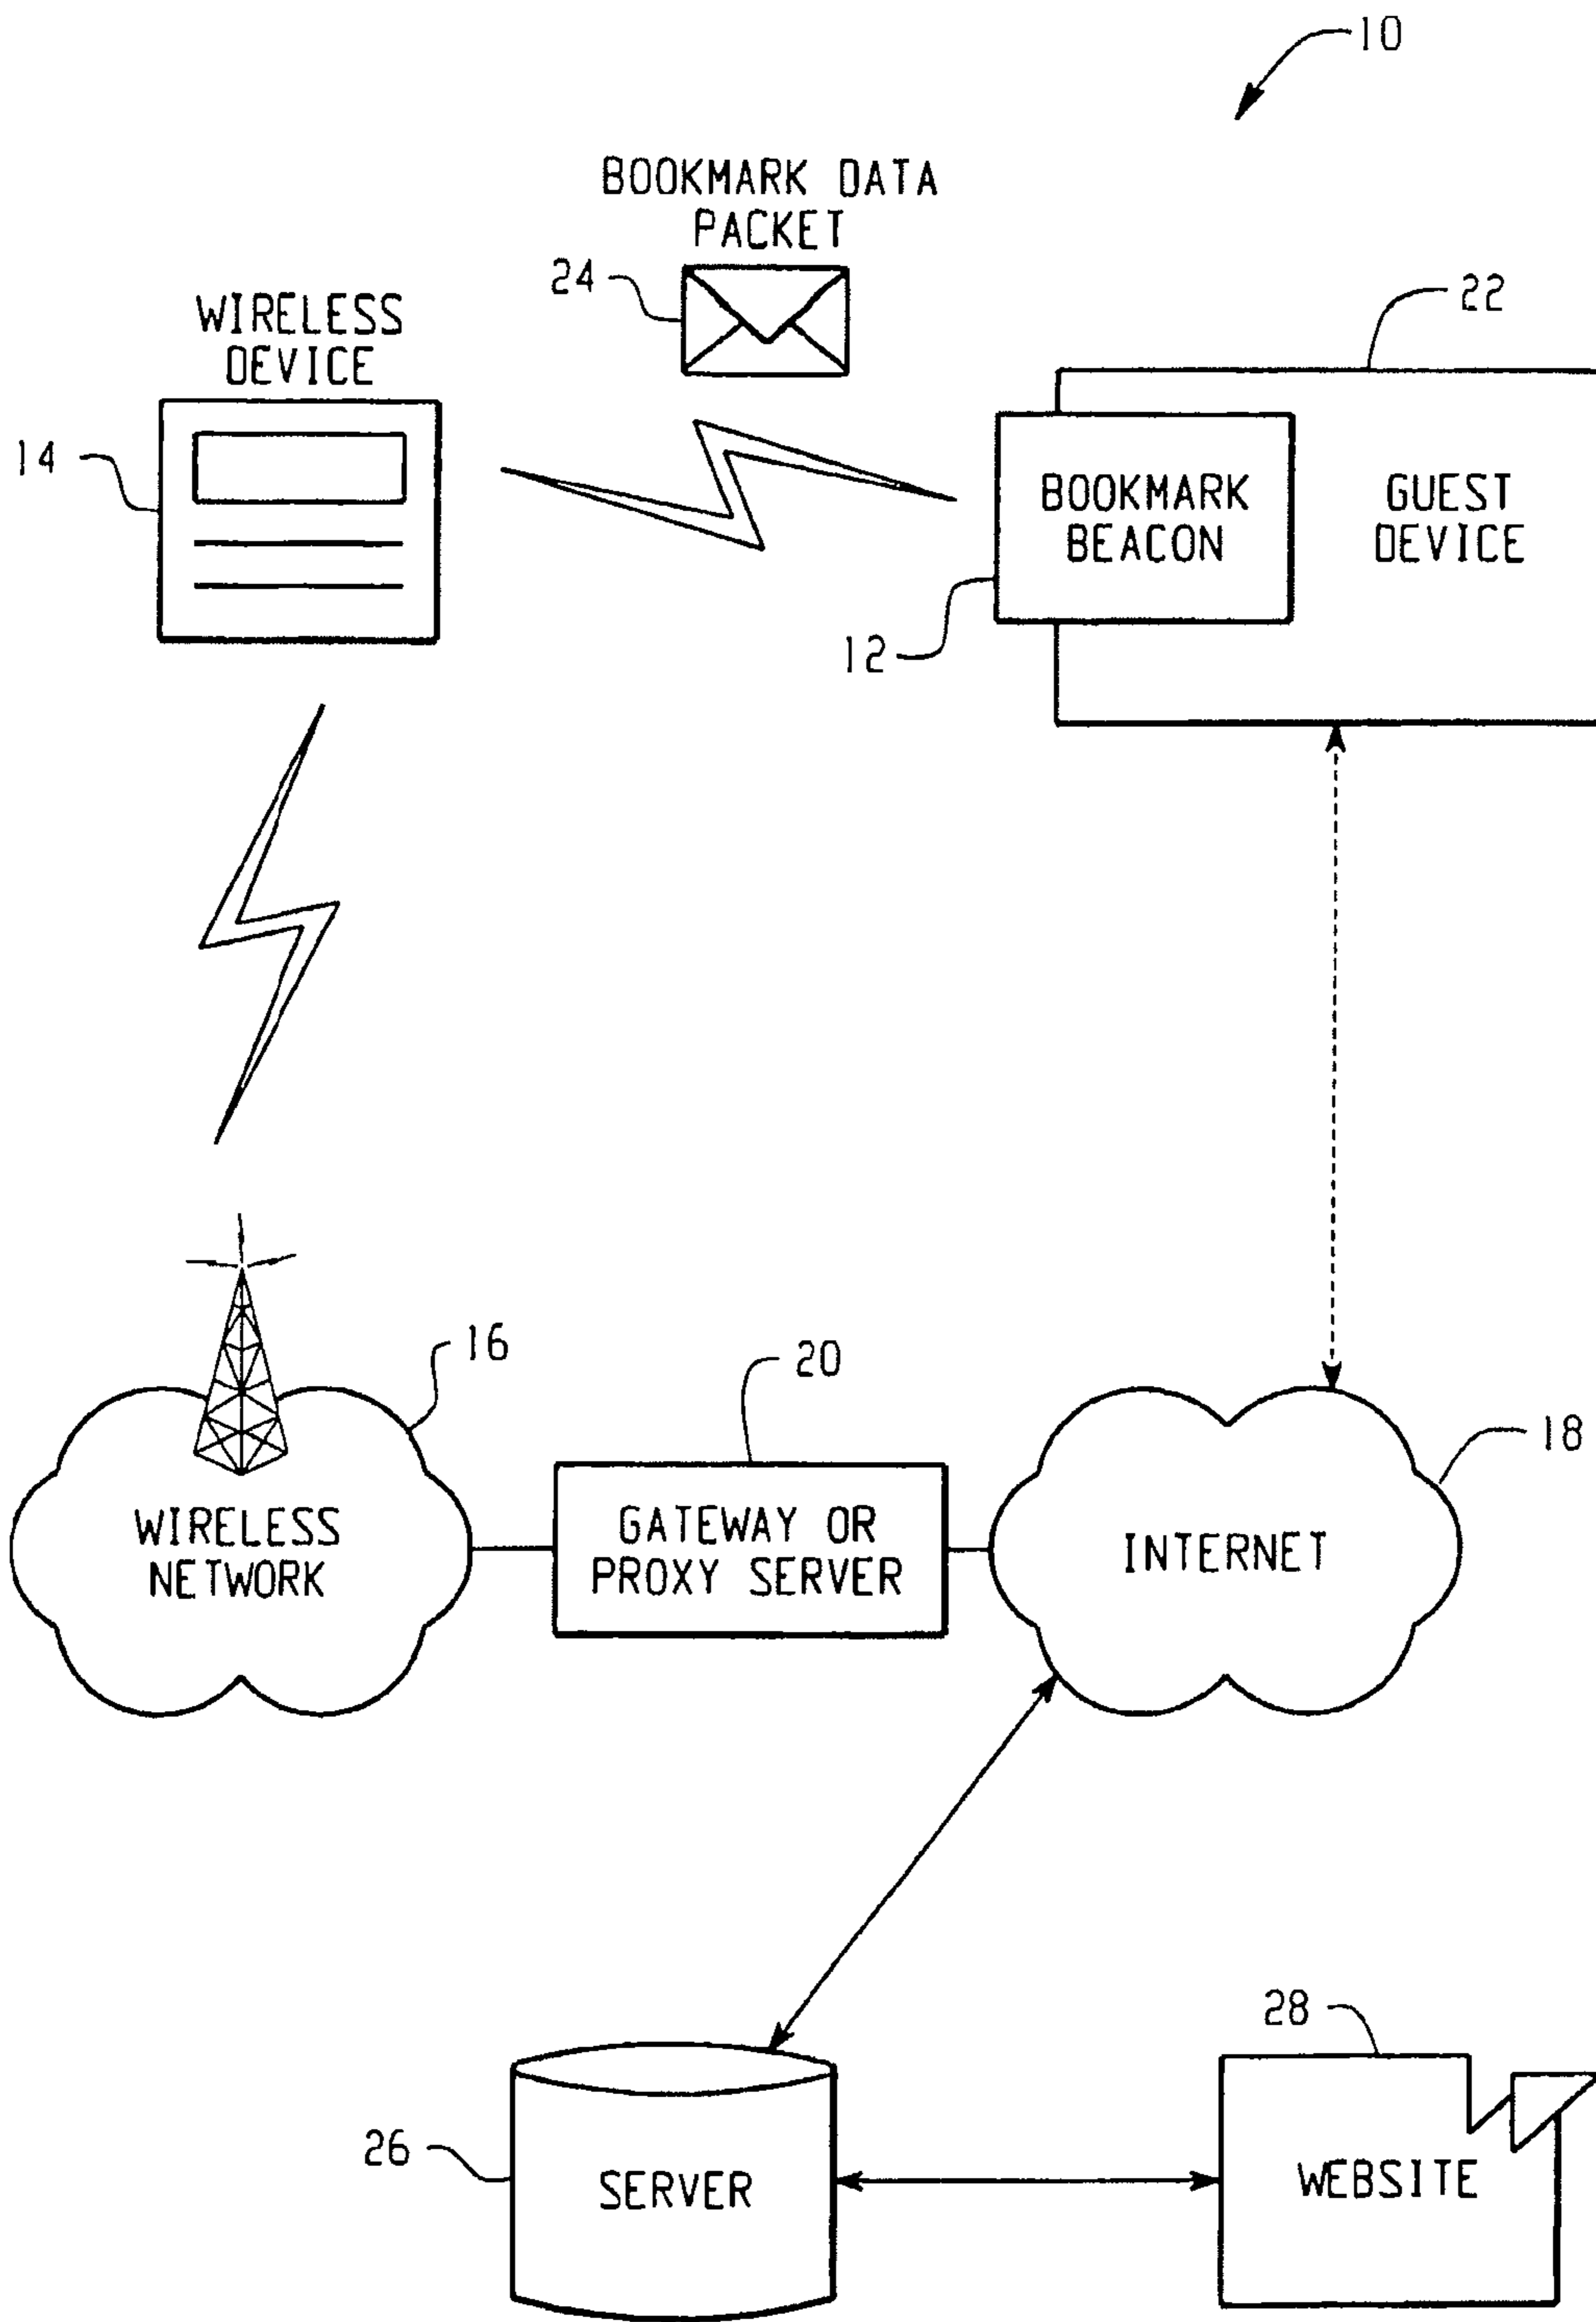 10
BOOKMARK DATA
PACKET
24
22
WIRELESS
DEVICE
14
BOOKMARK
BEACON
GUEST
DEVICE
12
16
20
18
WIRELESS
NETWORK
GATEWAY OR
PROXY SERVER
INTERNET
28
26
SERVER
WEBSITE